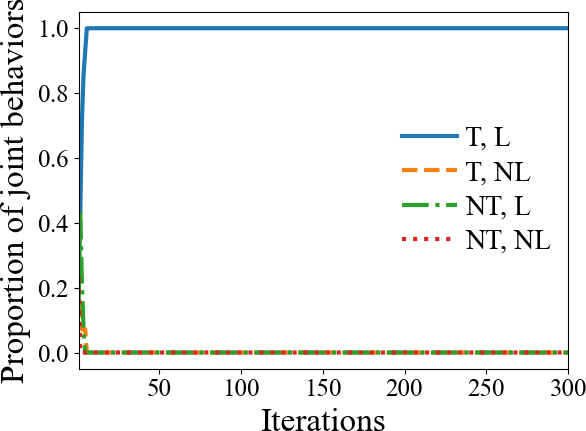 Proportion of joint behaviors
1.0
0.8
0.6
0.4
0.2
0.0
T, L
T, NL
NT, L
NT, NL
50 100 150 200 250 300
Iterations